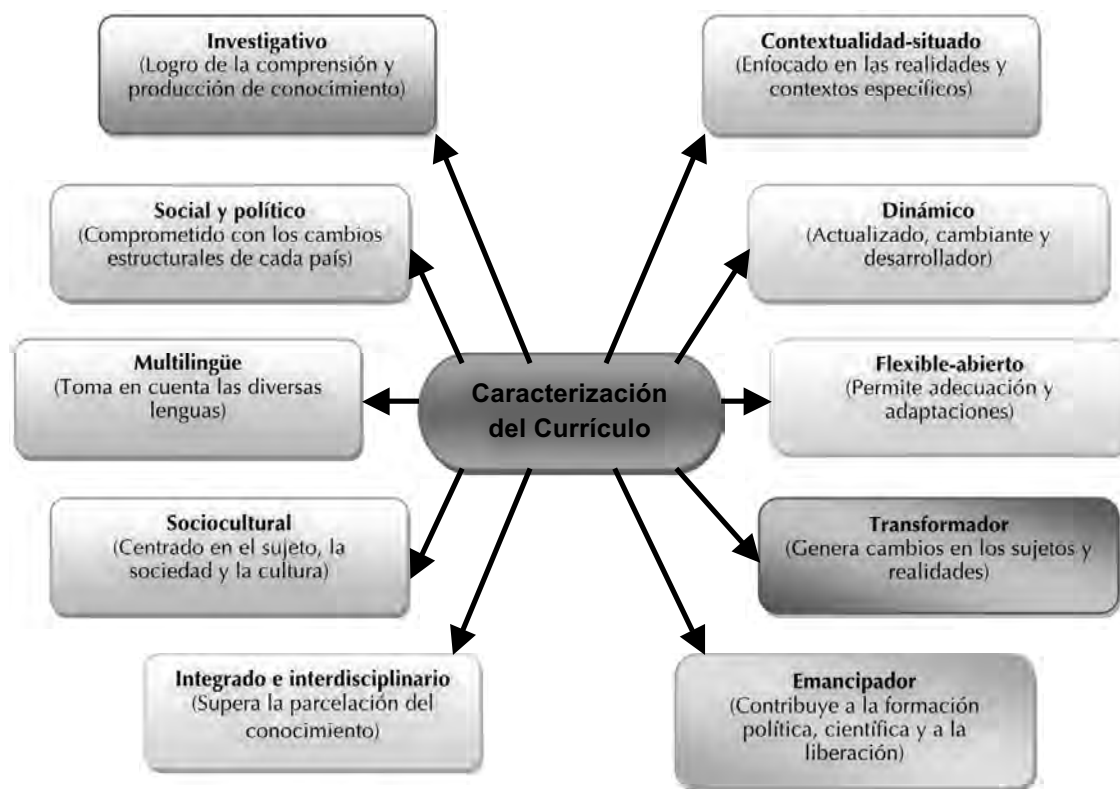 Investigativo
(Logro de la comprensión y
producción de conocimiento)
Contextualidad-situado
(Enfocado en las realidades y
contextos específicos)
Social y político
(Comprometido con los cambios
estructurales de cada país)
Dinámico
(Actualizado, cambiante y
desarrollador)
Multilingüe
(Toma en cuenta las diversas
lenguas)
Caracterización
del Currículo
Flexible-abierto
(Permite adecuación y
adaptaciones)
Sociocultural
(Centrado en el sujeto, la
sociedad y la cultura)
Transformador
(Genera cambios en los sujetos y
realidades)
Integrado e interdisciplinario
(Supera la parcelación del
conocimiento)
Emancipador
(Contribuye a la formación
política, científica y a la
liberación)